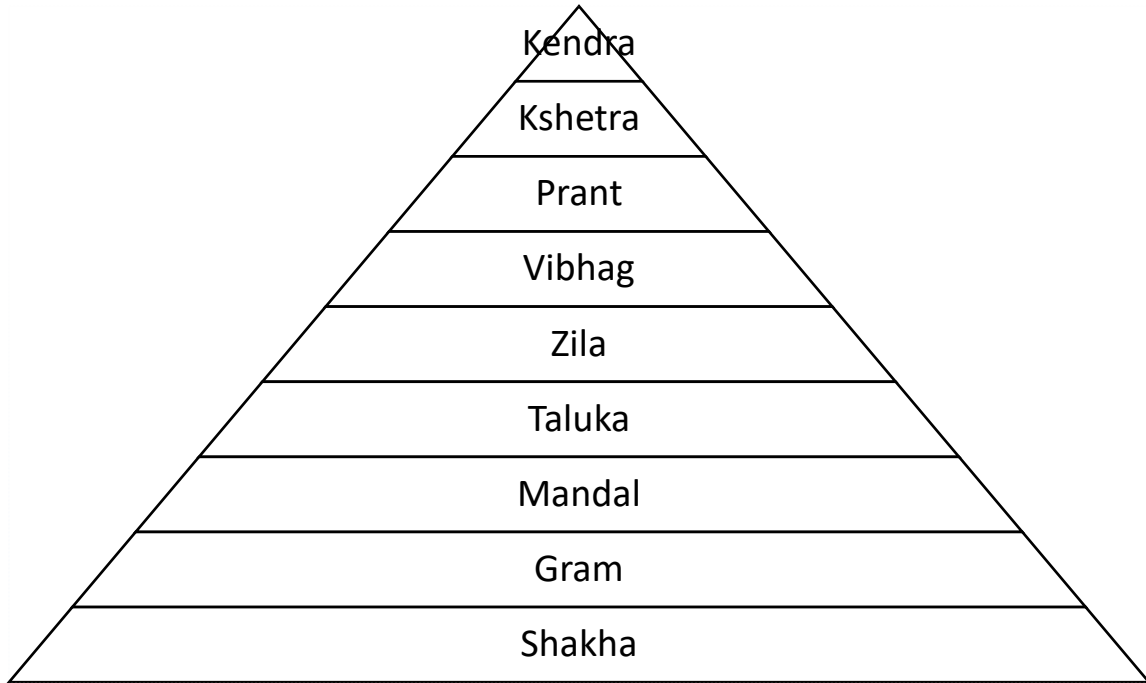 Kendra
Kshetra
Prant
Vibhag
Zila
Taluka
Mandal
Gram
Shakha